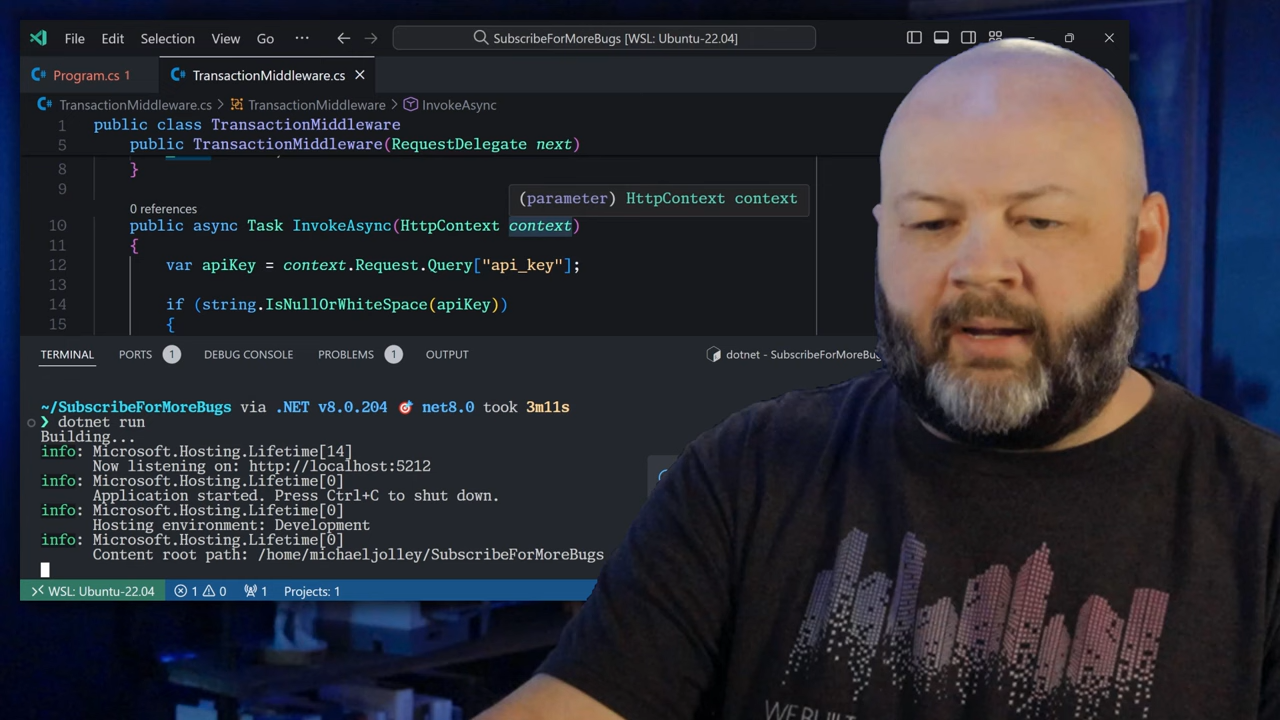 File Edit Selection View Go ··· SubscribeForMoreBugs [WSL: Ubuntu-22.04]
Program.cs 1 TransactionMiddleware.cs
TransactionMiddleware.cs > TransactionMiddleware > InvokeAsync
1 public class TransactionMiddleware
5 public TransactionMiddleware(RequestDelegate next)
8 }
9
(parameter) HttpContext context
0 references
10 public async Task InvokeAsync(HttpContext context)
11 {
12 var apiKey = context.Request.Query["api_key"];
13
14 if (string.IsNullOrWhiteSpace(apiKey))
15 {
TERMINAL PORTS 1 DEBUG CONSOLE PROBLEMS 1 OUTPUT dotnet - SubscribeForMoreBug
~/SubscribeForMoreBugs via .NET v8.0.204 🎯 net8.0 took 3m11s
❯ dotnet run
Building...
info: Microsoft.Hosting.Lifetime[14]
Now listening on: http://localhost:5212
info: Microsoft.Hosting.Lifetime[0]
Application started. Press Ctrl+C to shut down.
info: Microsoft.Hosting.Lifetime[0]
Hosting environment: Development
info: Microsoft.Hosting.Lifetime[0]
Content root path: /home/michaeljolley/SubscribeForMoreBugs
WSL: Ubuntu-22.04 1 0 1 Projects: 1
WE BUILT